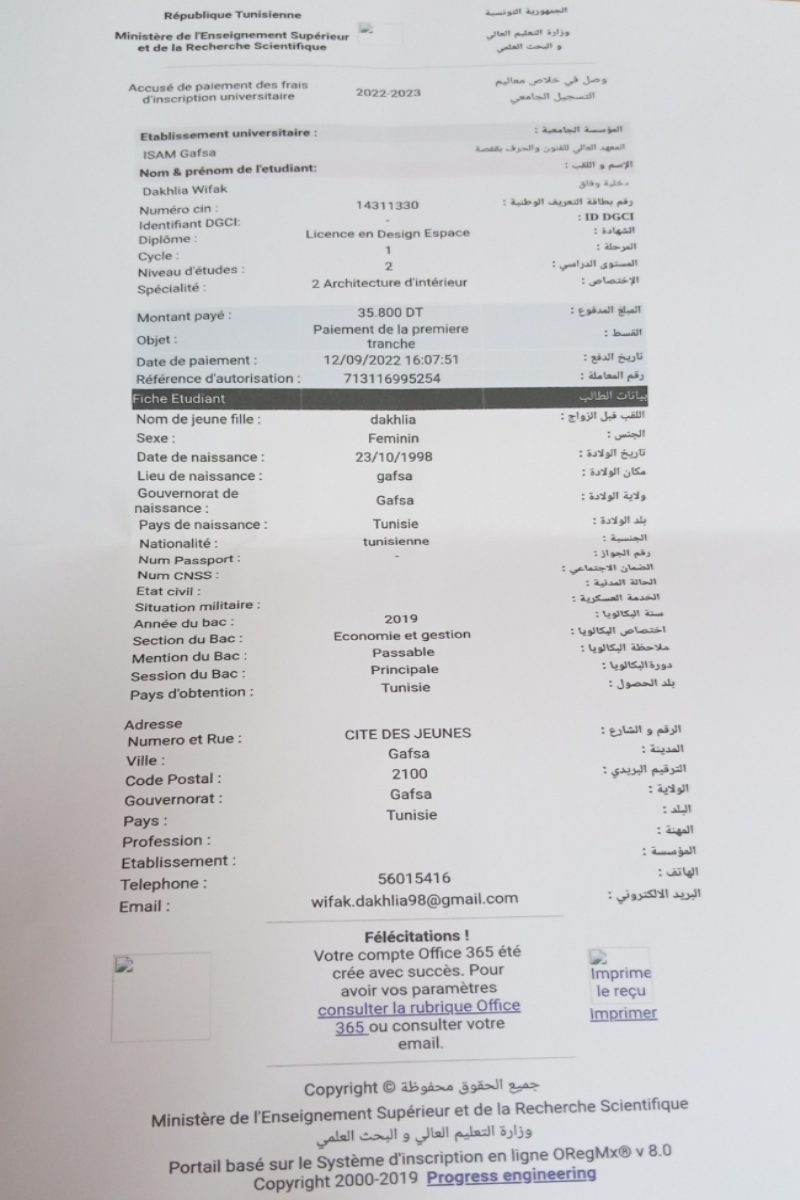 République Tunisienne
Ministère de l'Enseignement Supérieur
et de la Recherche Scientifique
الجمهورية التونسية
وزارة التعليم العالي
و البحث العلمي
Accusé de paiement des frais
d'inscription universitaire
2022-2023
وصل في خلاص معاليم
التسجيل الجامعي
Etablissement universitaire : المؤسسة الجامعية :
ISAM Gafsa المعهد العالي للفنون والحرف بقفصة
Nom & prénom de l'etudiant: الإسم و اللقب :
Dakhlia Wifak دخلية وفاق
Numéro cin : 14311330 رقم بطاقة التعريف الوطنية :
Identifiant DGCI: - ID DGCI :
Diplôme : Licence en Design Espace الشهادة :
Cycle : 1 المرحلة :
Niveau d'études : 2 المستوى الدراسي :
Spécialité : 2 Architecture d'intérieur الإختصاص :
Montant payé : 35.800 DT المبلغ المدفوع :
Objet : Paiement de la premiere tranche القسط :
Date de paiement : 12/09/2022 16:07:51 تاريخ الدفع :
Référence d'autorisation : 713116995254 رقم المعاملة :
Fiche Etudiant بيانات الطالب
Nom de jeune fille : dakhlia اللقب قبل الزواج :
Sexe : Feminin الجنس :
Date de naissance : 23/10/1998 تاريخ الولادة :
Lieu de naissance : gafsa مكان الولادة :
Gouvernorat de naissance : Gafsa ولاية الولادة :
Pays de naissance : Tunisie بلد الولادة :
Nationalité : tunisienne الجنسية :
Num Passport : - رقم الجواز :
Num CNSS : الضمان الاجتماعي :
Etat civil : الحالة المدنية :
Situation militaire : الخدمة العسكرية :
Année du bac : 2019 سنة البكالويا :
Section du Bac : Economie et gestion اختصاص البكالويا :
Mention du Bac : Passable ملاحظة البكالويا :
Session du Bac : Principale دورة البكالويا :
Pays d'obtention : Tunisie بلد الحصول :
Adresse
Numero et Rue : CITE DES JEUNES الرقم و الشارع :
Ville : Gafsa المدينة :
Code Postal : 2100 الترقيم البريدي :
Gouvernorat : Gafsa الولاية :
Pays : Tunisie البلد :
Profession : المهنة :
Etablissement : المؤسسة :
Telephone : 56015416 الهاتف :
Email : wifak.dakhlia98@gmail.com البريد الالكتروني :
Félécitations !
Votre compte Office 365 été
crée avec succès. Pour
avoir vos paramètres
consulter la rubrique Office
365 ou consulter votre
email.
Imprime
le reçu
Imprimer
Copyright © جميع الحقوق محفوظة
Ministère de l'Enseignement Supérieur et de la Recherche Scientifique
وزارة التعليم العالي و البحث العلمي
Portail basé sur le Système d'inscription en ligne ORegMx® v 8.0
Copyright 2000-2019 Progress engineering